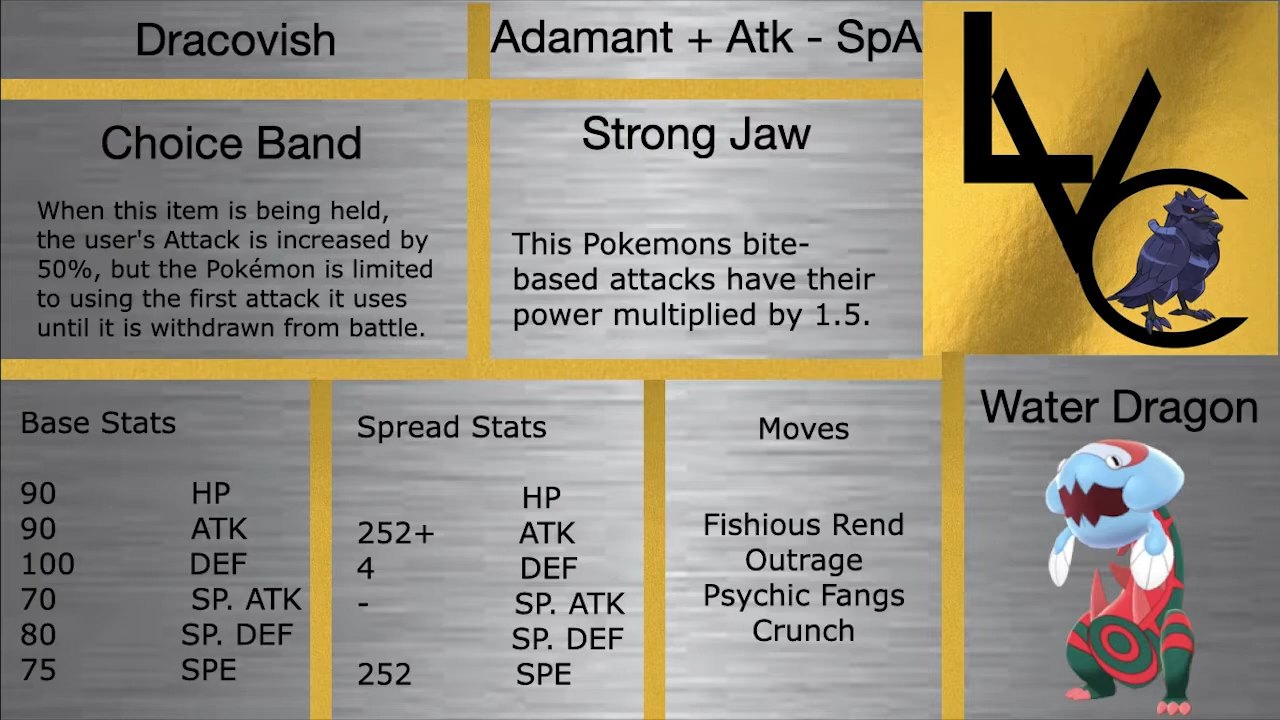 Dracovish
Adamant + Atk - SpA
LVC
Choice Band
When this item is being held,
the user's Attack is increased by
50%, but the Pokémon is limited
to using the first attack it uses
until it is withdrawn from battle.
Strong Jaw
This Pokemons bite-
based attacks have their
power multiplied by 1.5.
Base Stats
90 HP
90 ATK
100 DEF
70 SP. ATK
80 SP. DEF
75 SPE
Spread Stats
HP
252+ ATK
4 DEF
- SP. ATK
SP. DEF
252 SPE
Moves
Fishious Rend
Outrage
Psychic Fangs
Crunch
Water Dragon